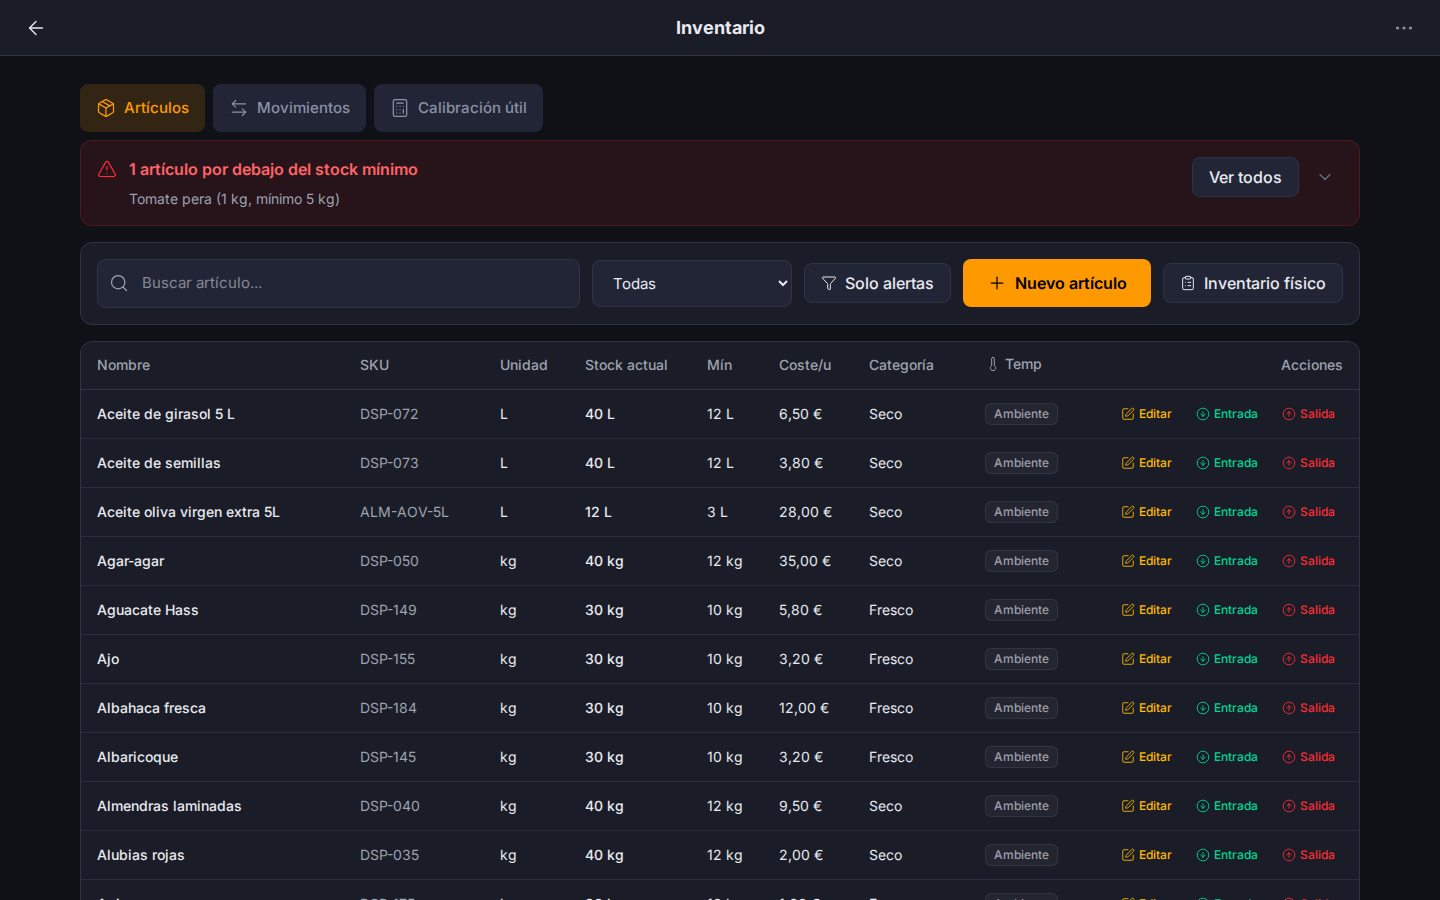 Inventario
Artículos
Movimientos
Calibración útil
1 artículo por debajo del stock mínimo
Tomate pera (1 kg, mínimo 5 kg)
Ver todos
Buscar artículo...
Todas
Solo alertas
Nuevo artículo
Inventario físico
Nombre SKU Unidad Stock actual Mín Coste/u Categoría Temp Acciones
Aceite de girasol 5 L DSP-072 L 40 L 12 L 6,50 € Seco Ambiente Editar Entrada Salida
Aceite de semillas DSP-073 L 40 L 12 L 3,80 € Seco Ambiente Editar Entrada Salida
Aceite oliva virgen extra 5L ALM-AOV-5L L 12 L 3 L 28,00 € Seco Ambiente Editar Entrada Salida
Agar-agar DSP-050 kg 40 kg 12 kg 35,00 € Seco Ambiente Editar Entrada Salida
Aguacate Hass DSP-149 kg 30 kg 10 kg 5,80 € Fresco Ambiente Editar Entrada Salida
Ajo DSP-155 kg 30 kg 10 kg 3,20 € Fresco Ambiente Editar Entrada Salida
Albahaca fresca DSP-184 kg 30 kg 10 kg 12,00 € Fresco Ambiente Editar Entrada Salida
Albaricoque DSP-145 kg 30 kg 10 kg 3,20 € Fresco Ambiente Editar Entrada Salida
Almendras laminadas DSP-040 kg 40 kg 12 kg 9,50 € Seco Ambiente Editar Entrada Salida
Alubias rojas DSP-035 kg 40 kg 12 kg 2,00 € Seco Ambiente Editar Entrada Salida